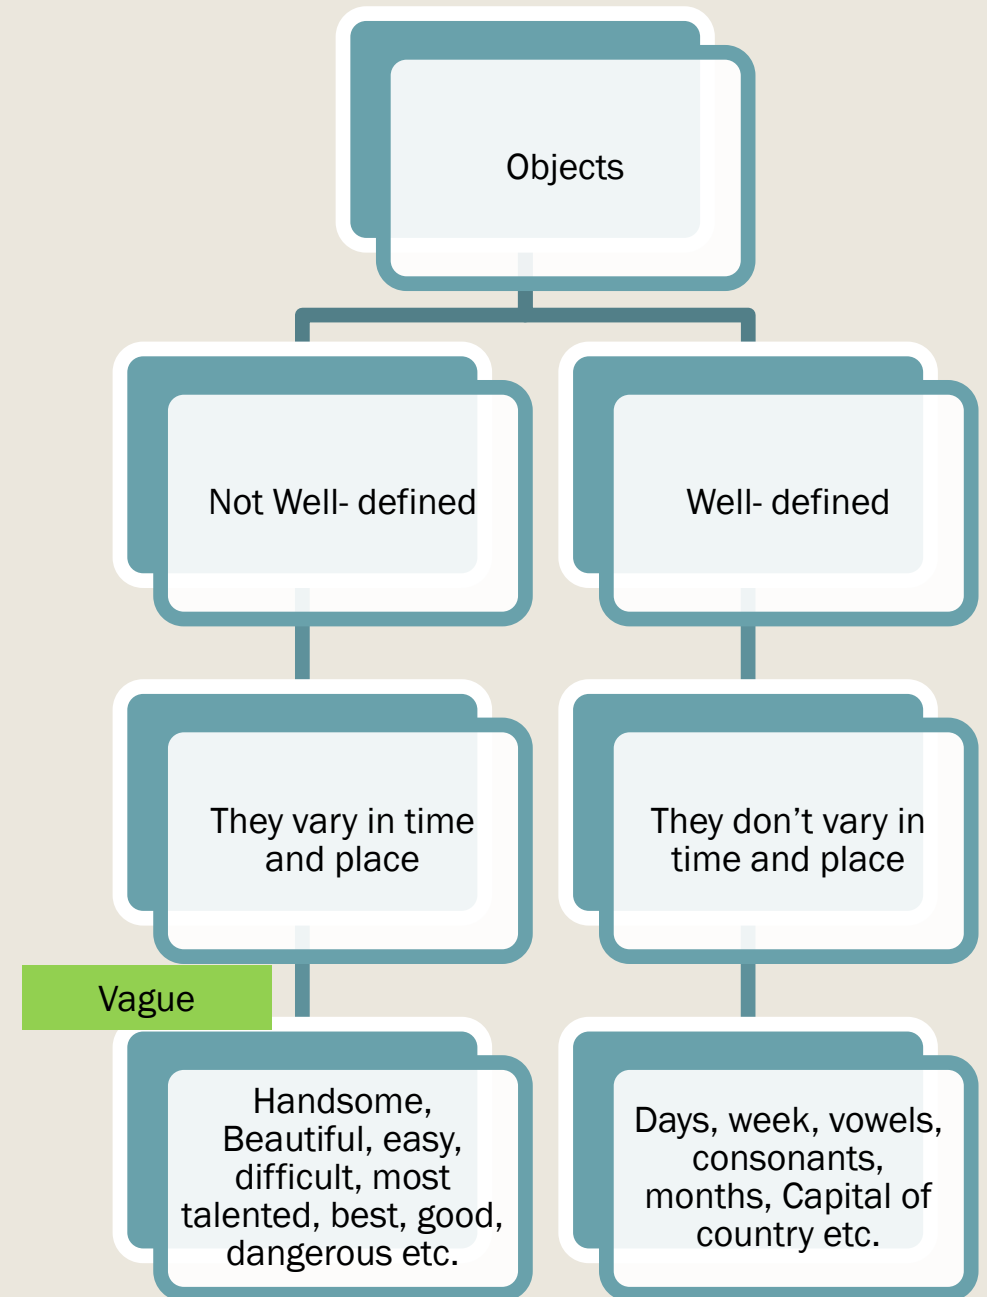 Objects
Not Well- defined
Well- defined
They vary in time
and place
They don’t vary in
time and place
Vague
Handsome,
Beautiful, easy,
difficult, most
talented, best, good,
dangerous etc.
Days, week, vowels,
consonants,
months, Capital of
country etc.